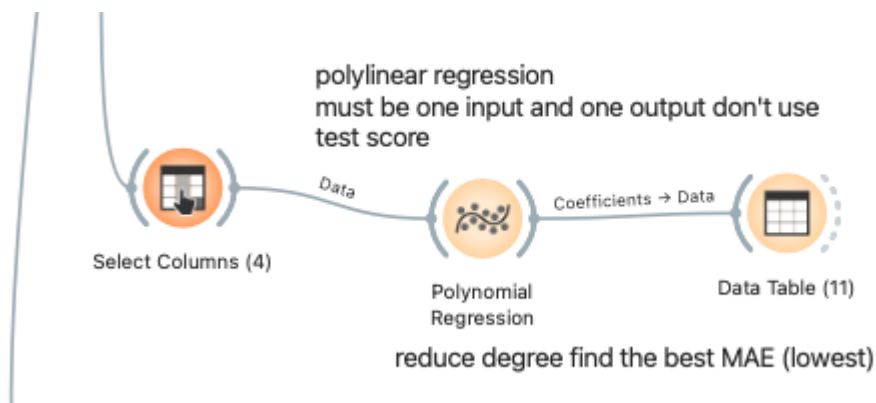 polylinear regression
must be one input and one output don't use
test score
Data
Coefficients → Data
Select Columns (4)
Polynomial
Regression
Data Table (11)
reduce degree find the best MAE (lowest)